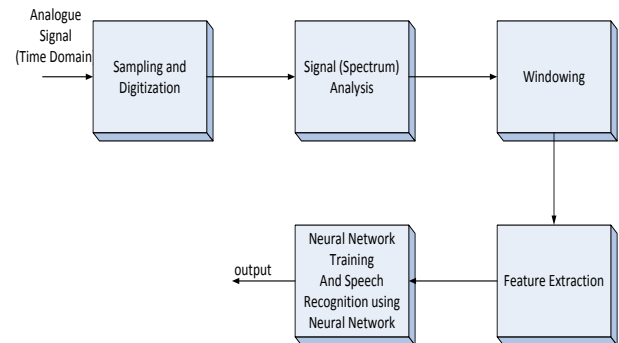 Analogue
Signal
(Time Domain
Sampling and
Digitization
Signal (Spectrum)
Analysis
Windowing
Feature Extraction
Neural Network
Training
And Speech
Recognition using
Neural Network
output